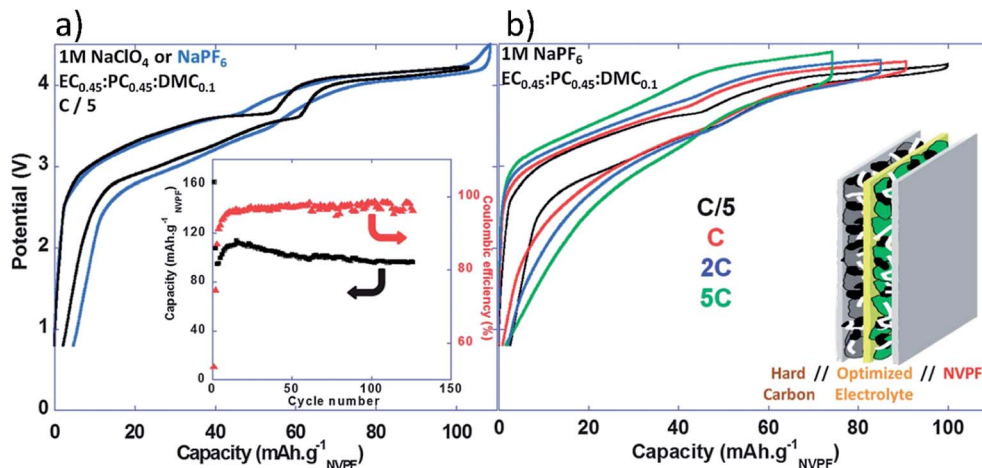 a)
1M NaClO4 or NaPF6
EC0.45:PC0.45:DMC0.1
C / 5
Potential (V)
4
3
2
1
0
0 20 40 60 80 100
Capacity (mAh.g-1NVPF)
Capacity (mAh.g-1NVPF)
160
120
80
40
0
0 50 100 150
Cycle number
100
80
60
Coulombic efficiency (%)
b)
1M NaPF6
EC0.45:PC0.45:DMC0.1
C/5
C
2C
5C
Hard // Optimized // NVPF
Carbon Electrolyte
0 20 40 60 80 100
Capacity (mAh.g-1NVPF)